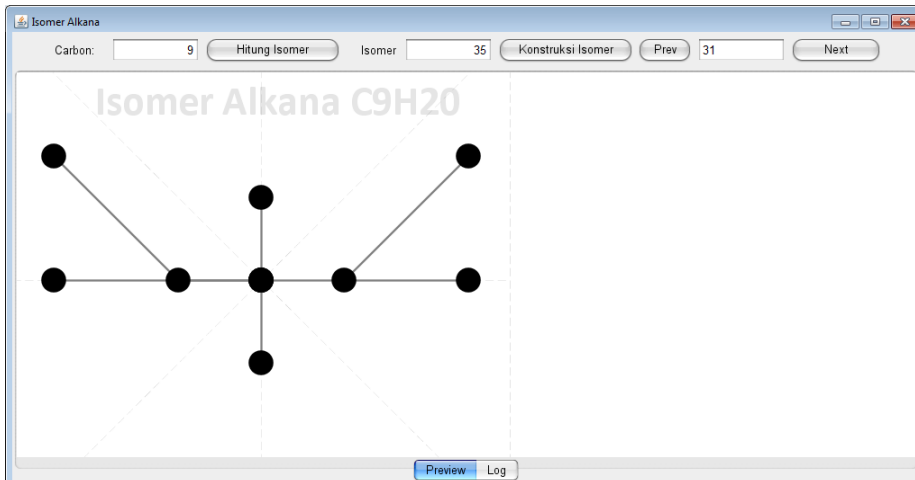 Isomer Alkana
Carbon: 9 Hitung Isomer Isomer 35 Konstruksi Isomer Prev 31 Next
Isomer Alkana C9H20
Preview Log